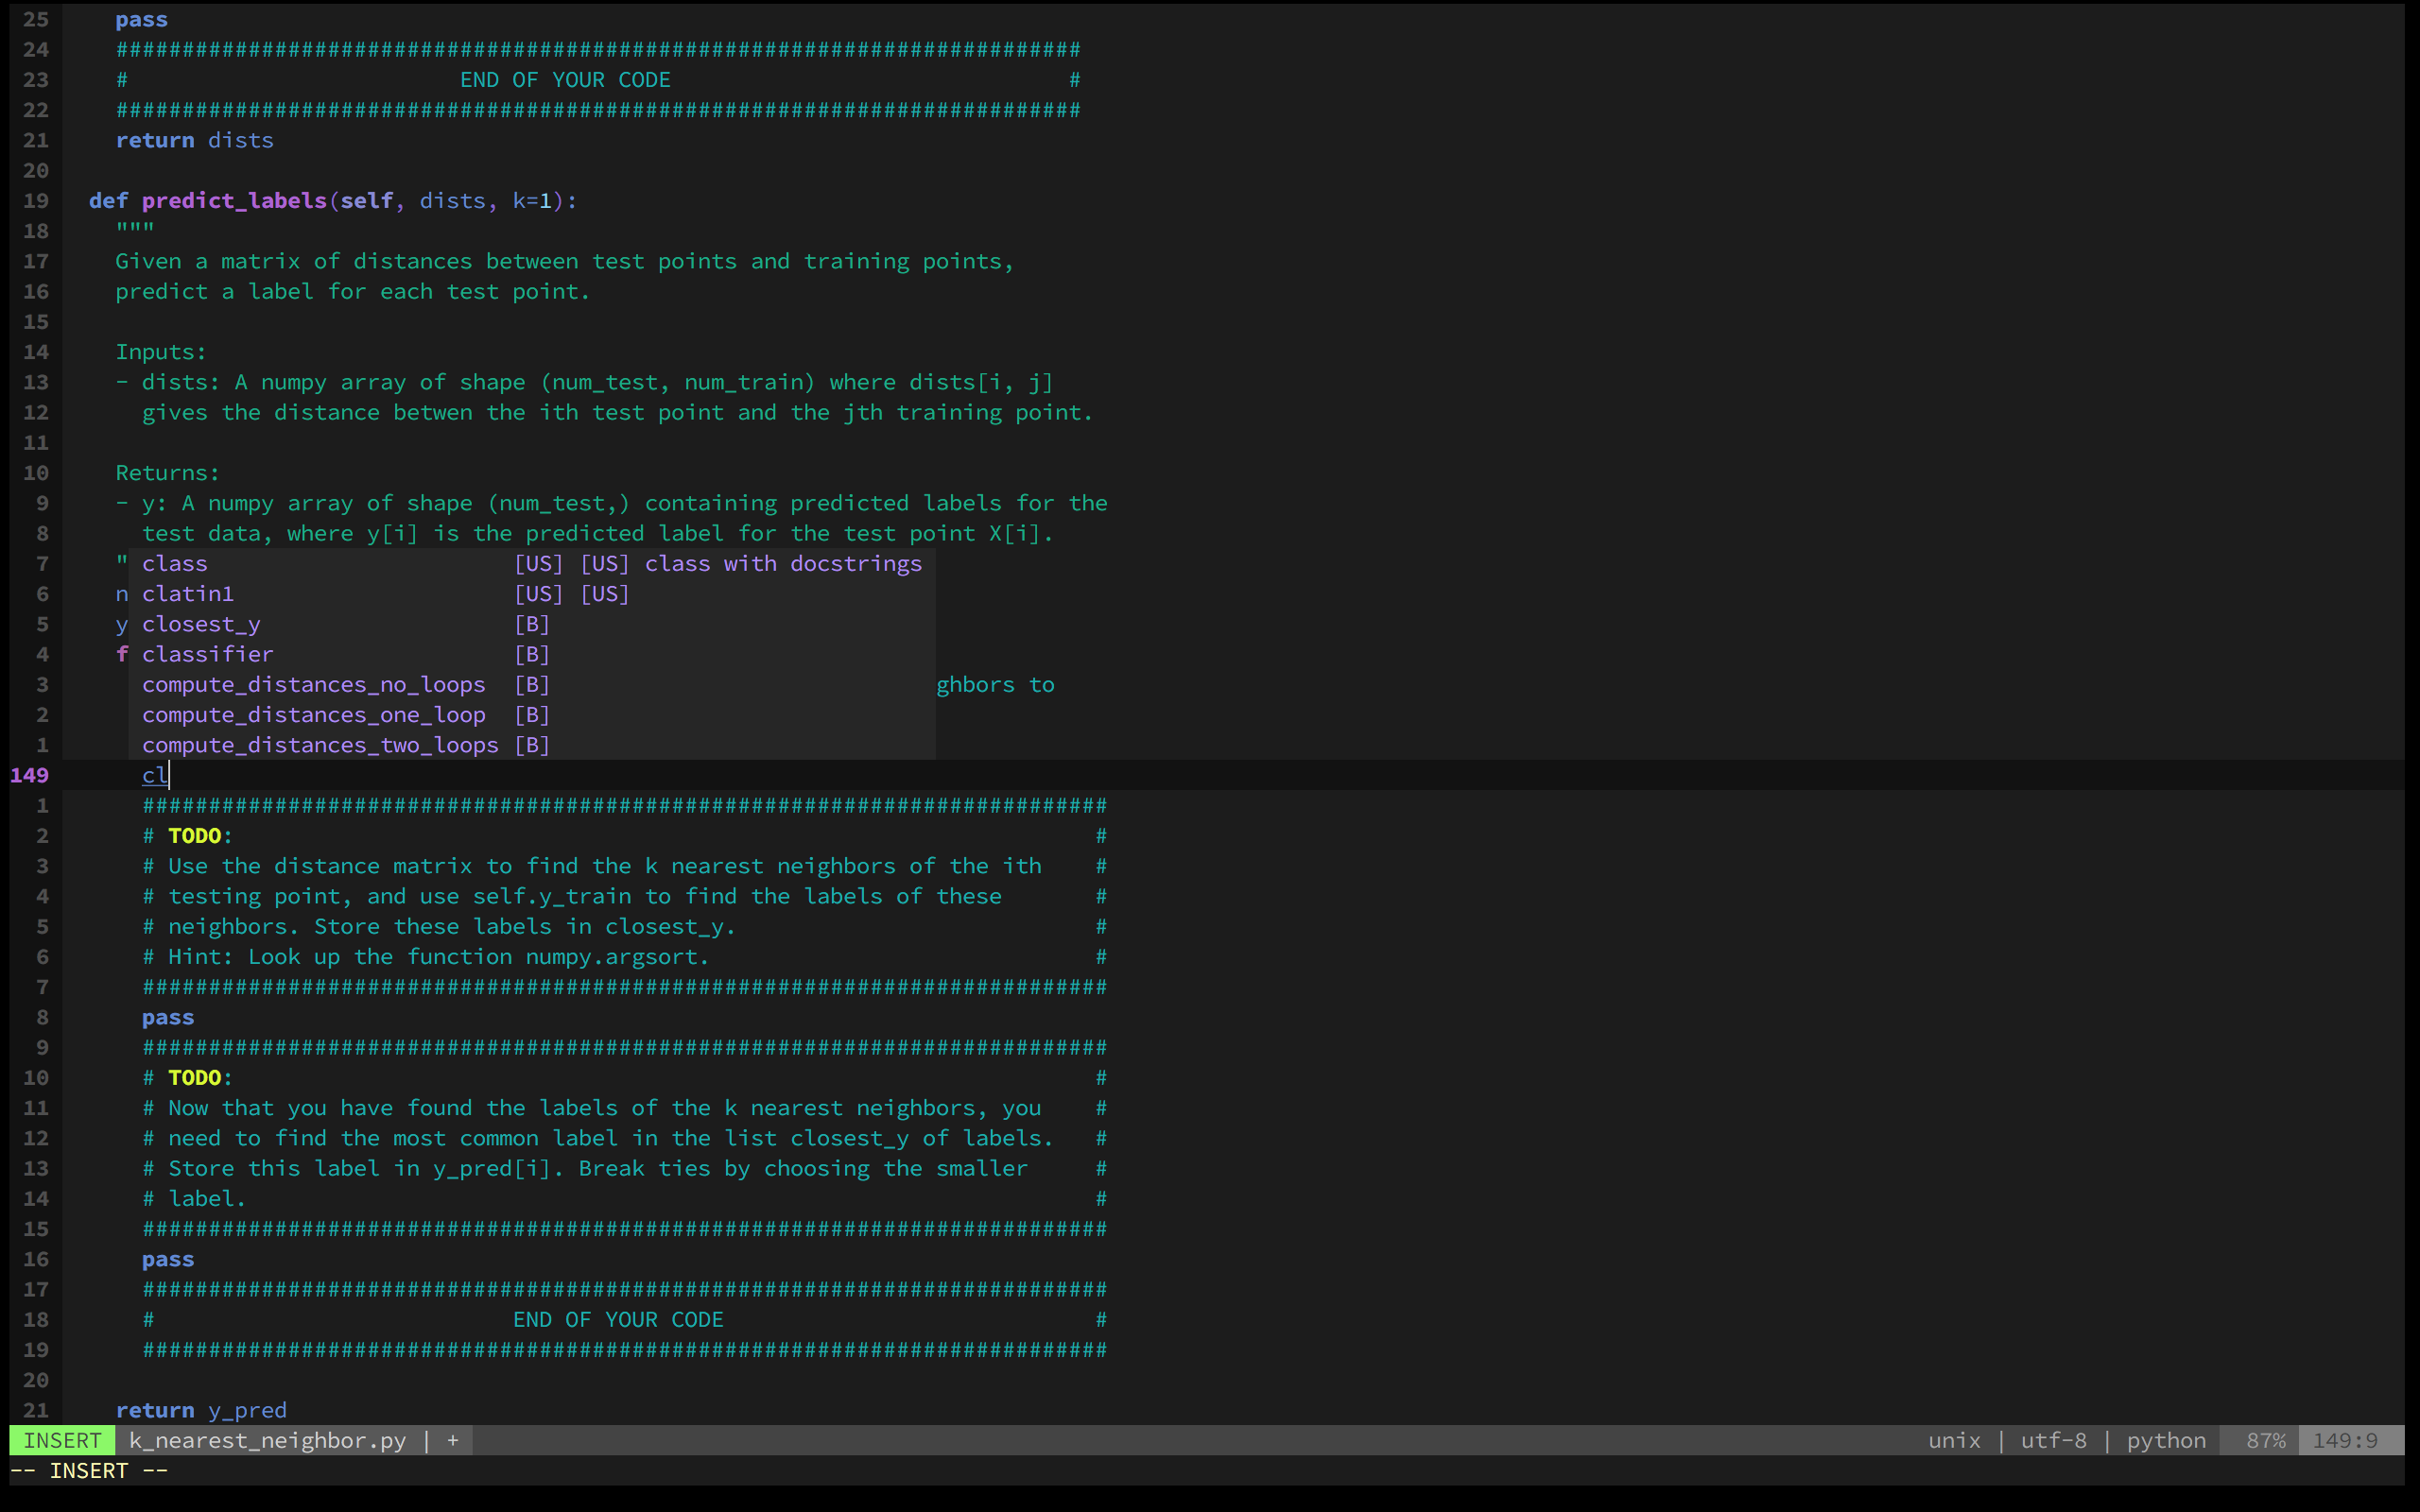 25 pass
24 #########################################################################
23 # END OF YOUR CODE #
22 #########################################################################
21 return dists
20
19 def predict_labels(self, dists, k=1):
18 """
17 Given a matrix of distances between test points and training points,
16 predict a label for each test point.
15
14 Inputs:
13 - dists: A numpy array of shape (num_test, num_train) where dists[i, j]
12 gives the distance betwen the ith test point and the jth training point.
11
10 Returns:
9 - y: A numpy array of shape (num_test,) containing predicted labels for the
8 test data, where y[i] is the predicted label for the test point X[i].
7 " class [US] [US] class with docstrings
6 n clatin1 [US] [US]
5 y closest_y [B]
4 f classifier [B]
3 compute_distances_no_loops [B] ghbors to
2 compute_distances_one_loop [B]
1 compute_distances_two_loops [B]
149 cl
1 #########################################################################
2 # TODO: #
3 # Use the distance matrix to find the k nearest neighbors of the ith #
4 # testing point, and use self.y_train to find the labels of these #
5 # neighbors. Store these labels in closest_y. #
6 # Hint: Look up the function numpy.argsort. #
7 #########################################################################
8 pass
9 #########################################################################
10 # TODO: #
11 # Now that you have found the labels of the k nearest neighbors, you #
12 # need to find the most common label in the list closest_y of labels. #
13 # Store this label in y_pred[i]. Break ties by choosing the smaller #
14 # label. #
15 #########################################################################
16 pass
17 #########################################################################
18 # END OF YOUR CODE #
19 #########################################################################
20
21 return y_pred
INSERT k_nearest_neighbor.py | + unix | utf-8 | python 87% 149:9
-- INSERT --